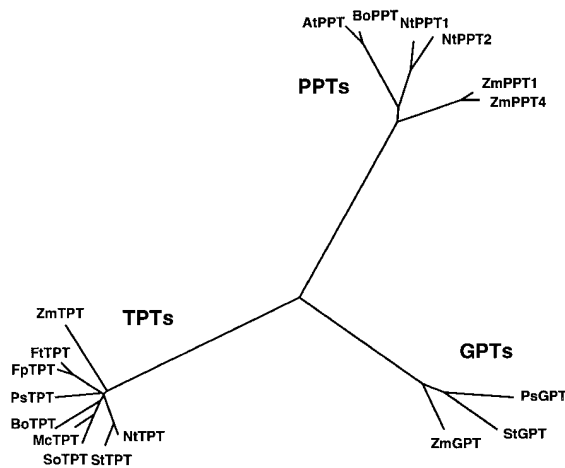 AtPPT
BoPPT
NtPPT1
NtPPT2
PPTs
ZmPPT1
ZmPPT4
ZmTPT
TPTs
FtTPT
FpTPT
PsTPT
BoTPT
McTPT
SoTPT
StTPT
NtTPT
GPTs
PsGPT
StGPT
ZmGPT